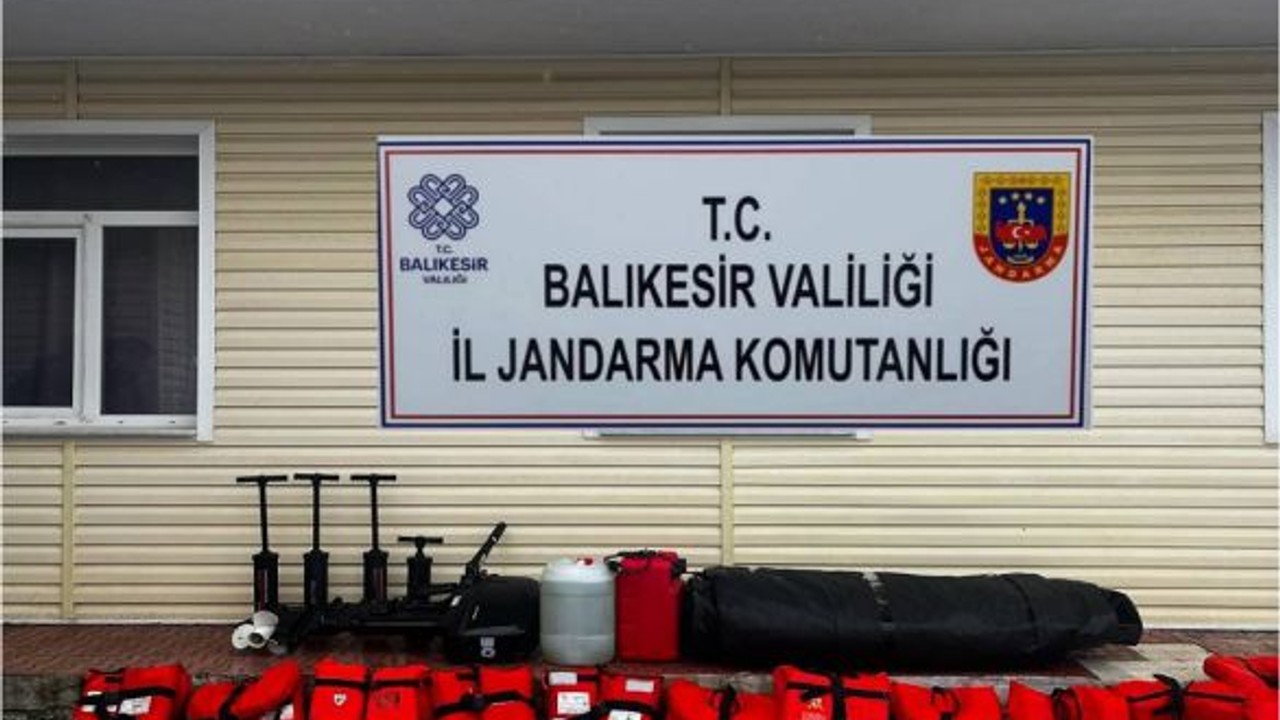 T.C.
BALIKESİR VALİLİĞİ
İL JANDARMA KOMUTANLIĞI
T.C.
BALIKESİR
VALİLİĞİ
JANDARMA